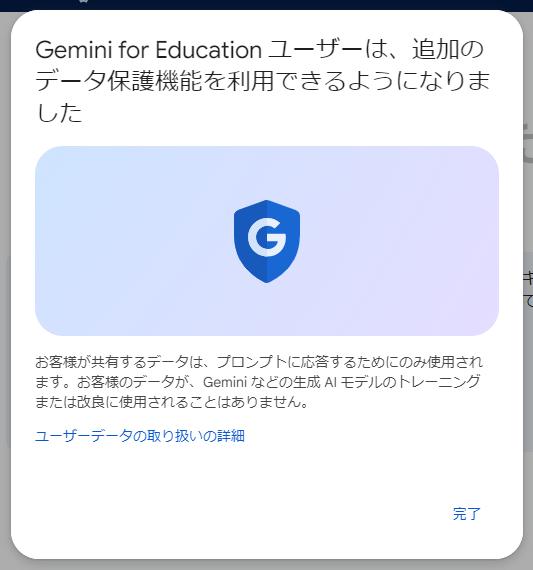 Gemini for Education ユーザーは、追加の
データ保護機能を利用できるようになりま
した
G
お客様が共有するデータは、プロンプトに応答するためにのみ使用され
ます。お客様のデータが、Gemini などの生成 AI モデルのトレーニング
または改良に使用されることはありません。
ユーザーデータの取り扱いの詳細
完了